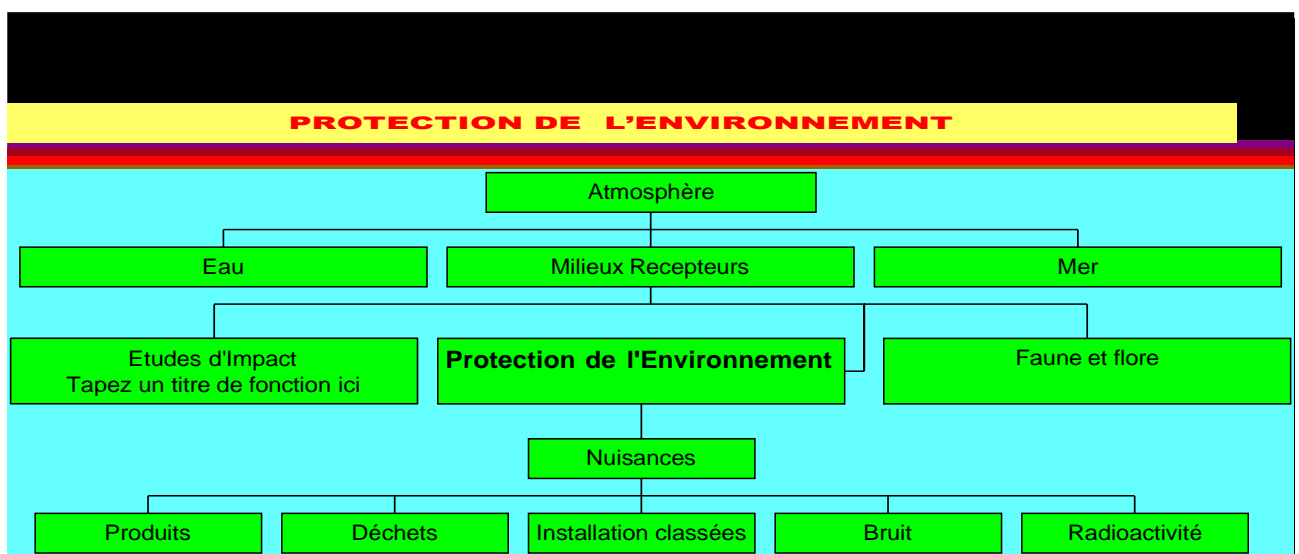 PROTECTION DE L'ENVIRONNEMENT
Atmosphère
Eau
Milieux Recepteurs
Mer
Etudes d'Impact
Tapez un titre de fonction ici
Protection de l'Environnement
Faune et flore
Nuisances
Produits
Déchets
Installation classées
Bruit
Radioactivité